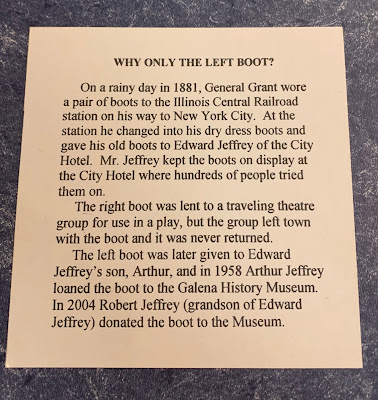 WHY ONLY THE LEFT BOOT?
On a rainy day in 1881, General Grant wore
a pair of boots to the Illinois Central Railroad
station on his way to New York City. At the
station he changed into his dry dress boots and
gave his old boots to Edward Jeffrey of the City
Hotel. Mr. Jeffrey kept the boots on display at
the City Hotel where hundreds of people tried
them on.
The right boot was lent to a traveling theatre
group for use in a play, but the group left town
with the boot and it was never returned.
The left boot was later given to Edward
Jeffrey's son, Arthur, and in 1958 Arthur Jeffrey
loaned the boot to the Galena History Museum.
In 2004 Robert Jeffrey (grandson of Edward
Jeffrey) donated the boot to the Museum.